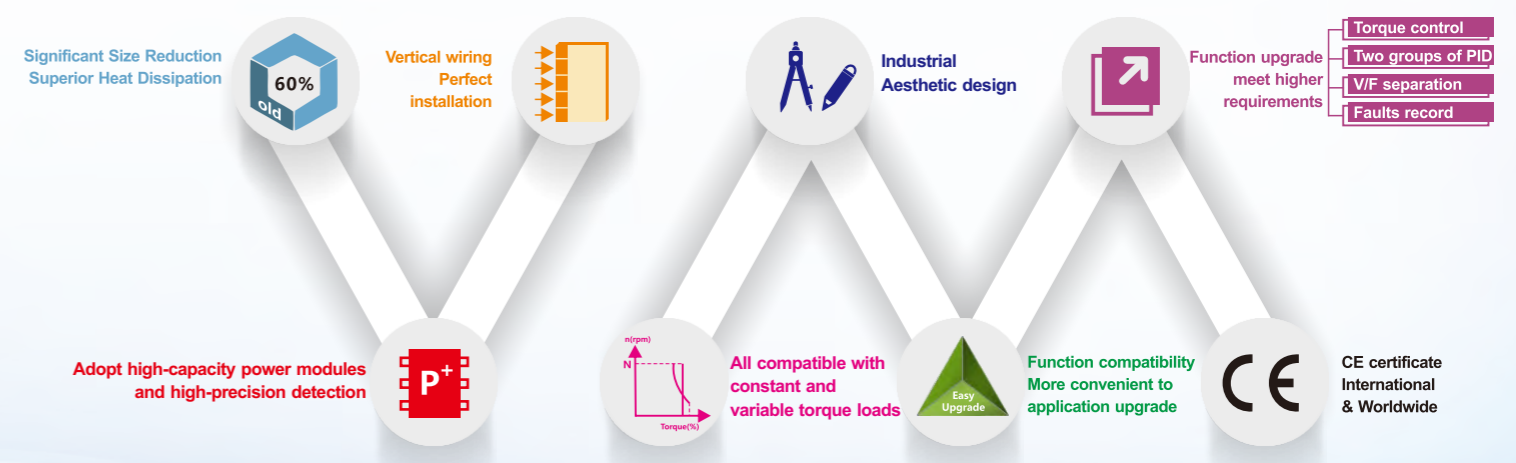 Significant Size Reduction
Superior Heat Dissipation
60%
old
Vertical wiring
Perfect
installation
Industrial
Aesthetic design
Function upgrade
meet higher
requirements
Torque control
Two groups of PID
V/F separation
Faults record
Adopt high-capacity power modules
and high-precision detection
P+
n(rpm)
N
Torque(%)
All compatible with
constant and
variable torque loads
Easy
Upgrade
Function compatibility
More convenient to
application upgrade
CE
CE certificate
International
& Worldwide